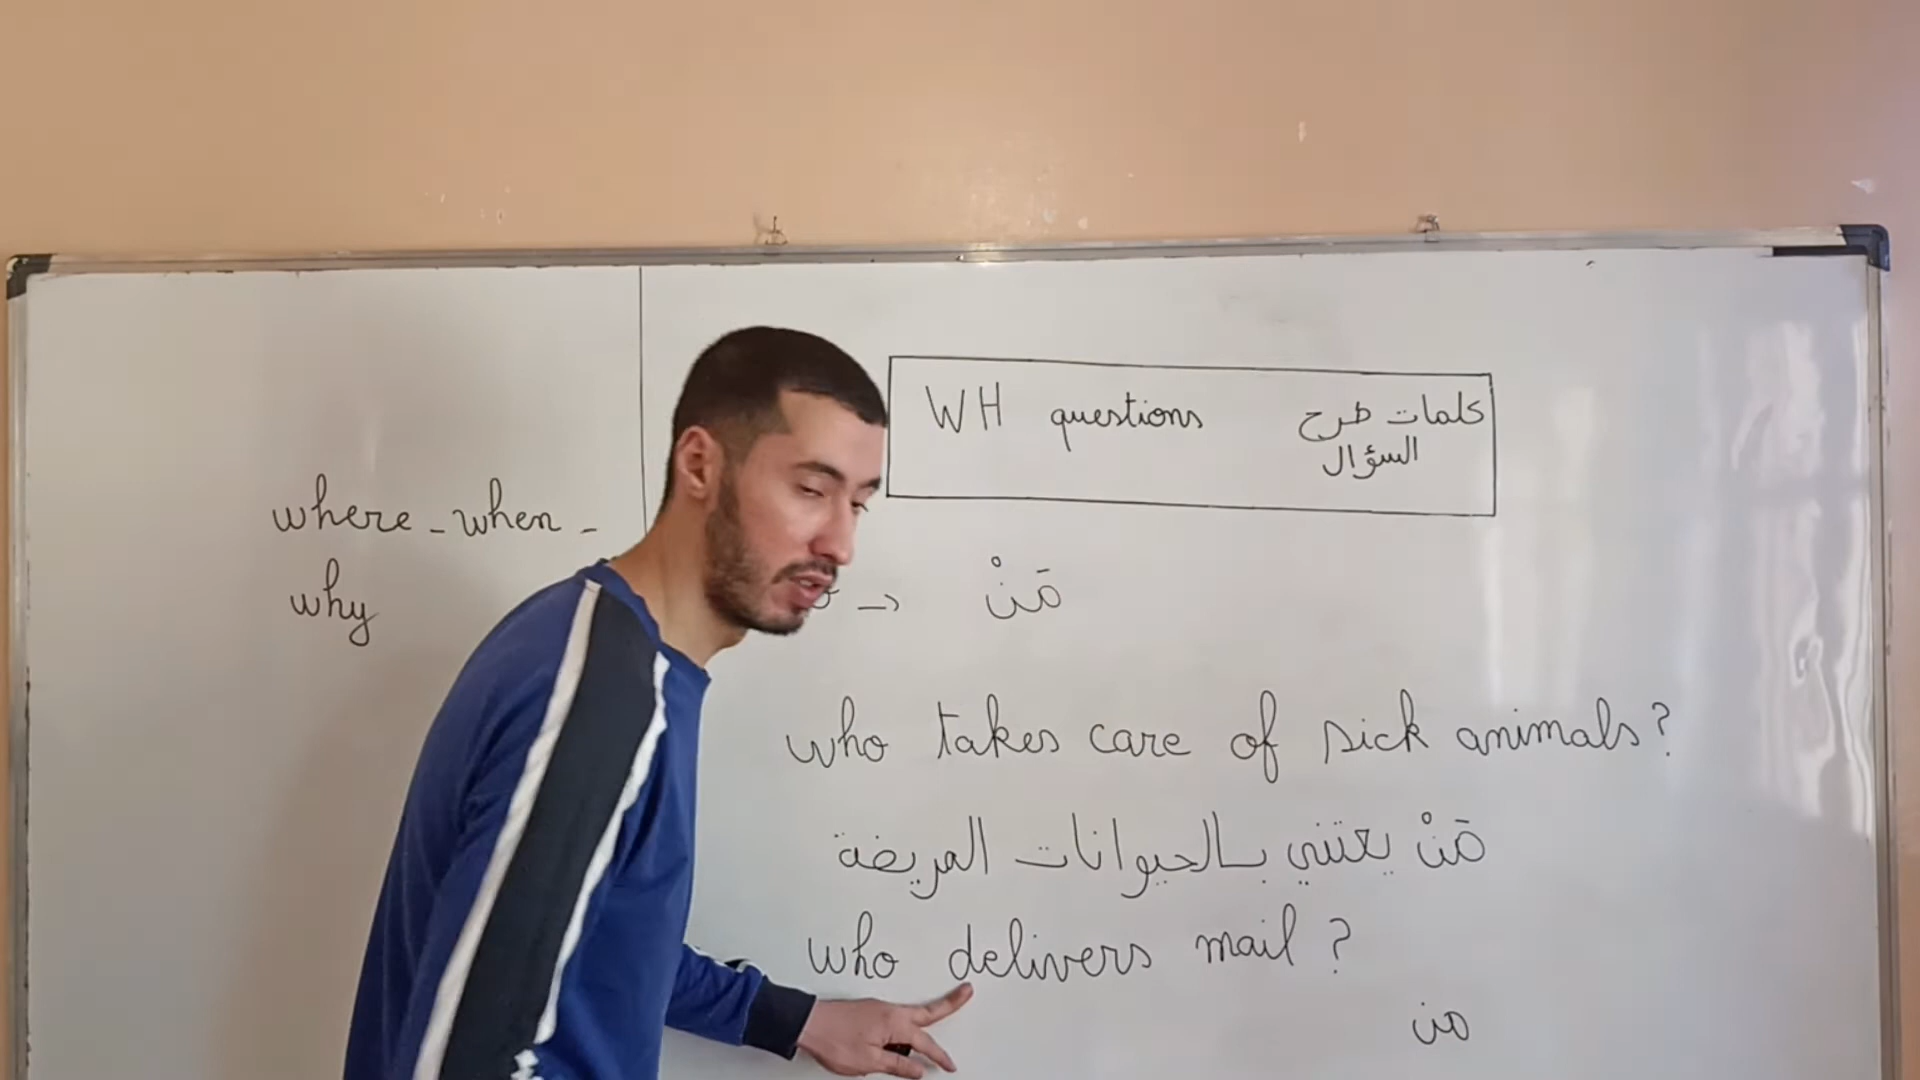 WH questions كلمات طرح
السؤال
where - when -
why
→ مَنْ
who takes care of sick animals?
مَنْ يعتني بالحيوانات المريضة
who delivers mail?
من